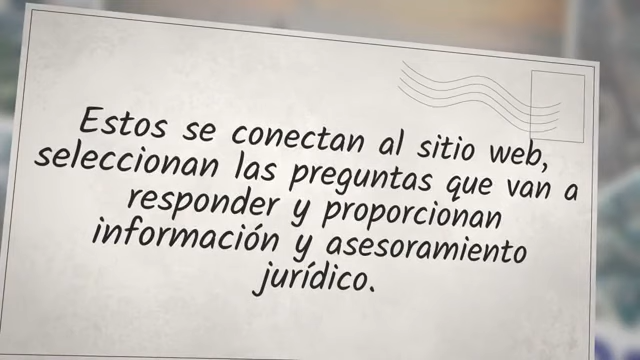 Estos se conectan al sitio web,
seleccionan las preguntas que van a
responder y proporcionan
información y asesoramiento
jurídico.